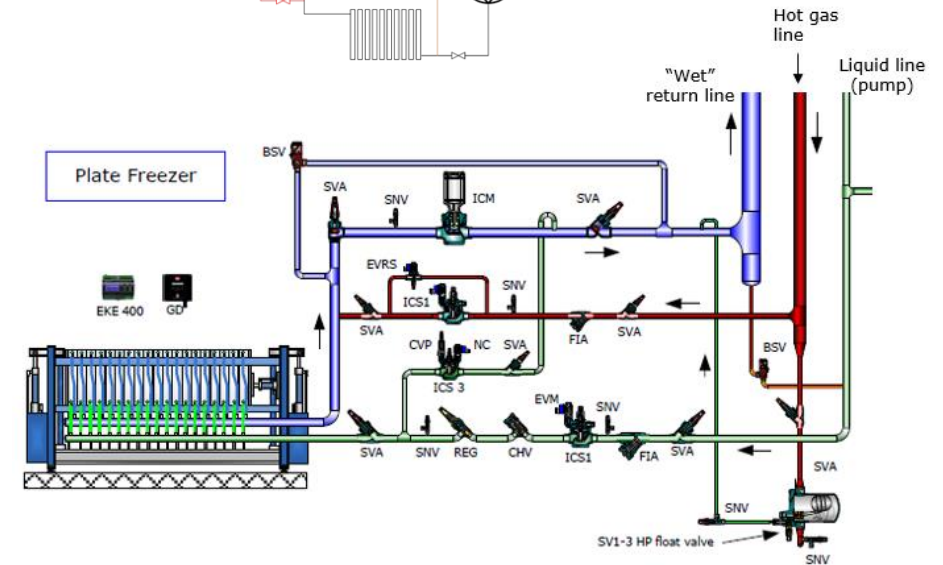 Hot gas
line
Liquid line
(pump)
"Wet"
return line
BSV
Plate Freezer
SVA
SNV
ICM
SVA
EVRS
ICS1
SNV
EKE 400
GD
SVA
FIA
SVA
CVP
NC
SVA
BSV
ICS 3
EVM
SNV
SVA
SNV
REG
CHV
ICS1
FIA
SVA
SVA
SNV
SV1-3 HP float valve
SNV